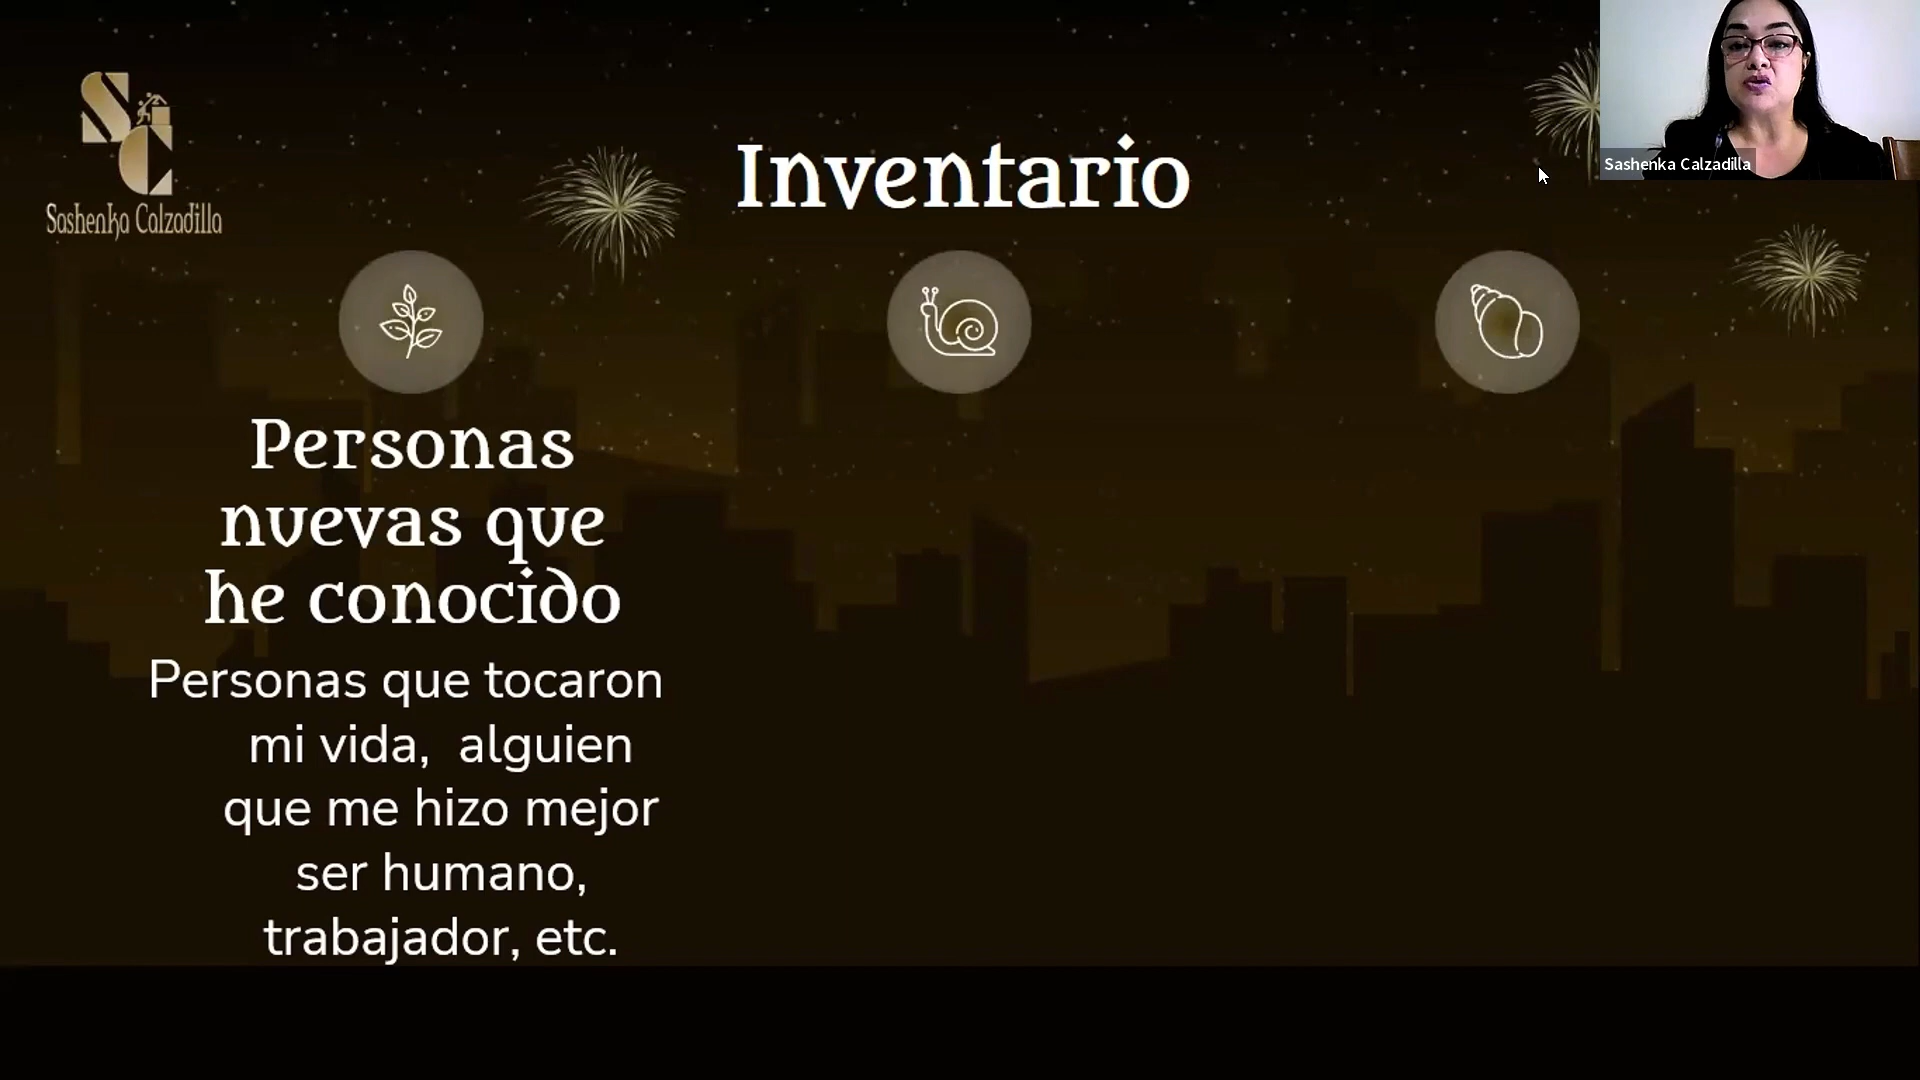 SC
Sashenka Calzadilla
Inventario
Sashenka Calzadilla
Personas
nuevas que
he conocido
Personas que tocaron
mi vida,  alguien
que me hizo mejor
ser humano,
trabajador, etc.